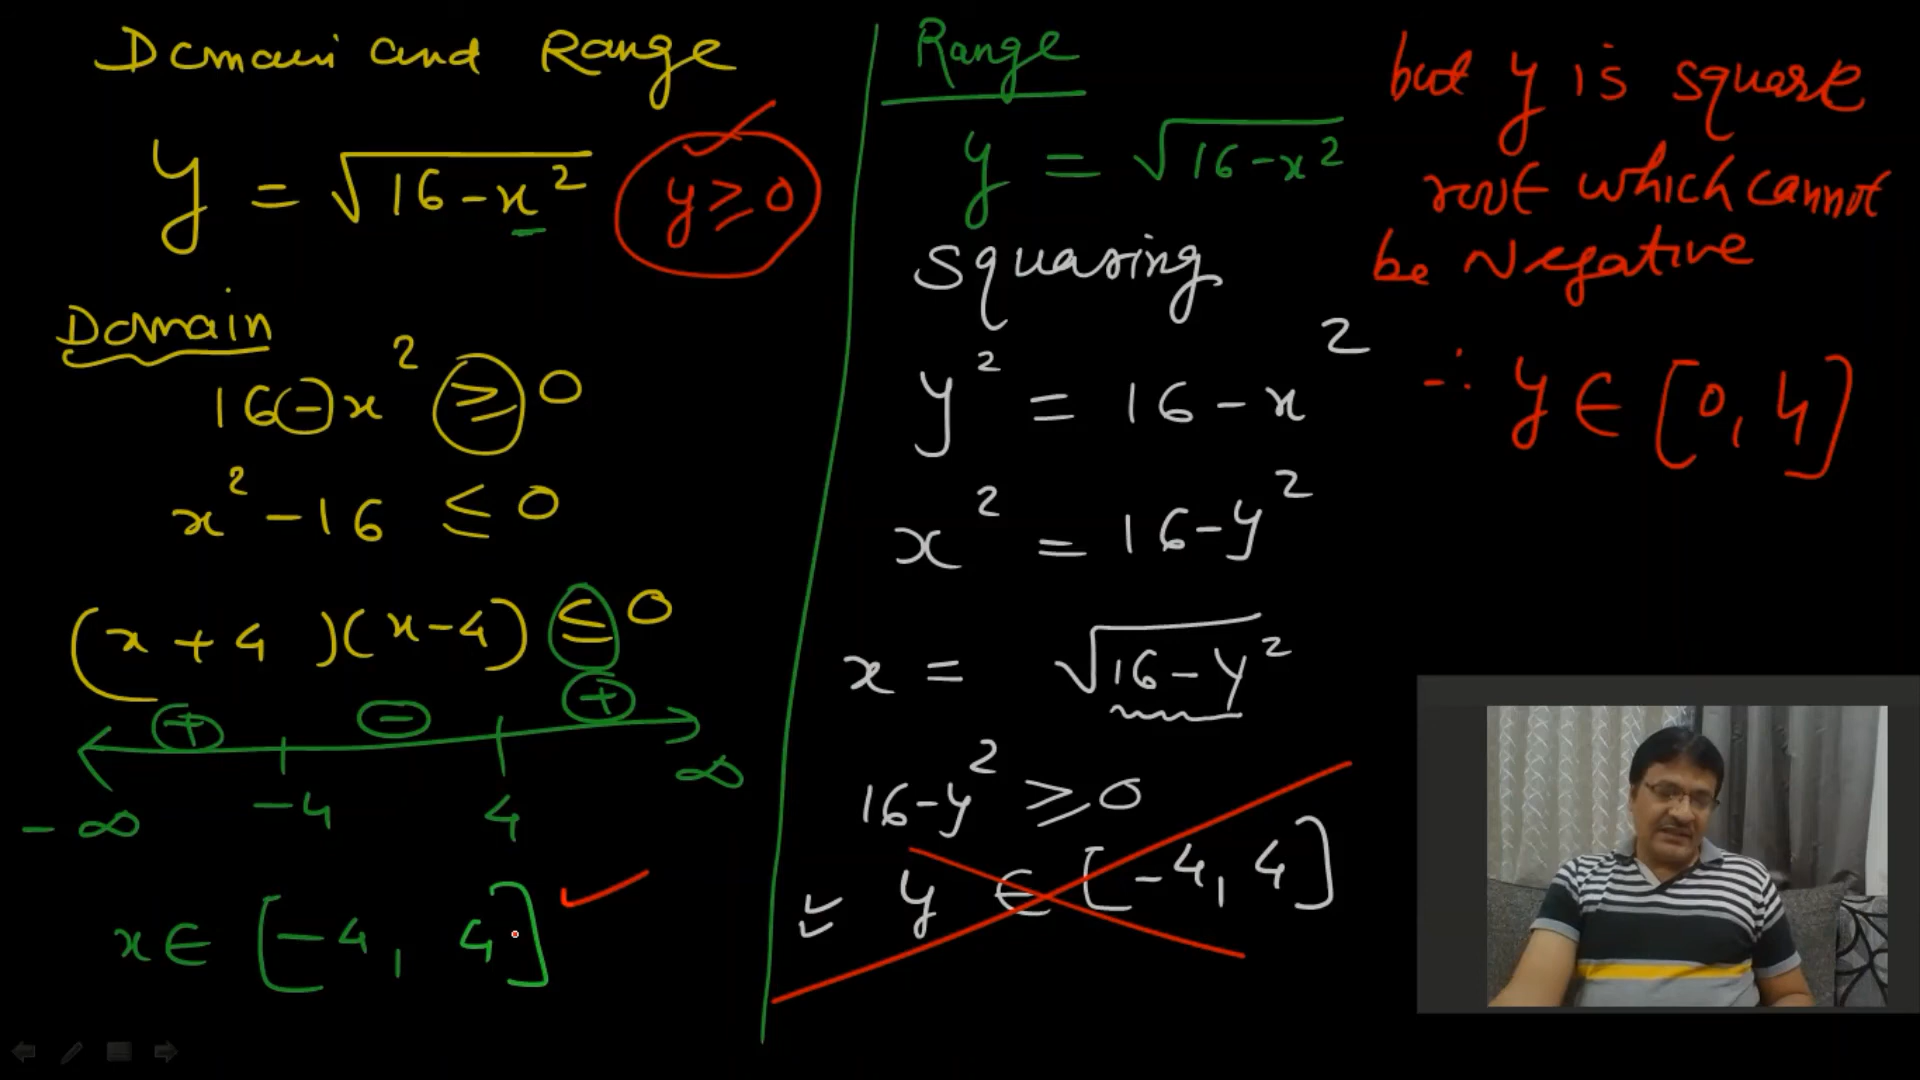 Domain and Range
y = √16-x²
y ≥ 0
Domain
16-x² ≥ 0
x² -16 ≤ 0
(x + 4)(x-4) ≤ 0
+ - +
-∞ -4 4 ∞
x ∈ [-4, 4]
Range
y = √16-x²
squaring
y² = 16-x²
x² = 16-y²
x = √16-y²
16-y² ≥ 0
y ∈ [-4, 4]
but y is square
root which cannot
be Negative
∴ y ∈ [0, 4]